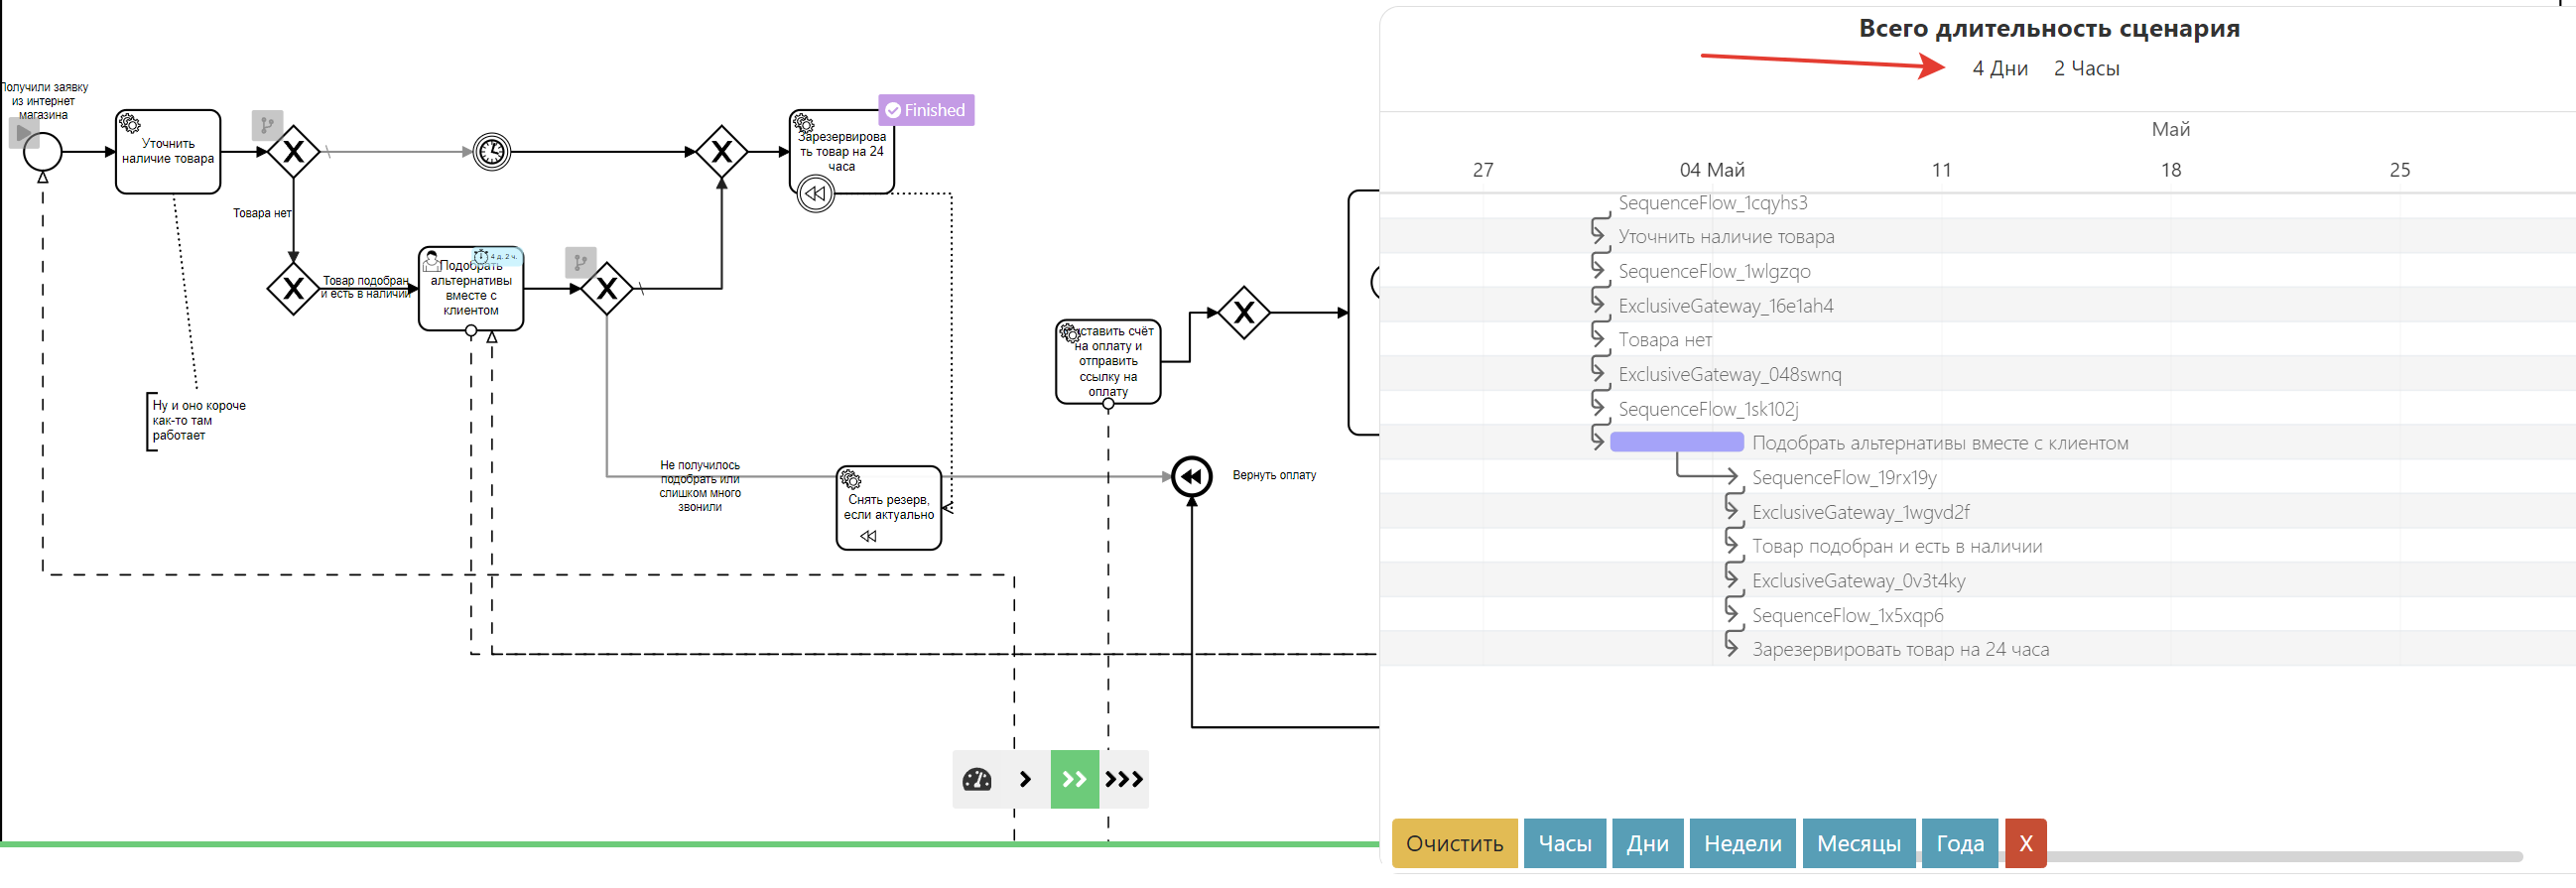 Получили заявку
из интернет
магазина
Уточнить
наличие товара
Товара нет
Ну и оно короче
как-то там
работает
Товар подобран
и есть в наличии
4 д. 2 ч.
Подобрать
альтернативы
вместе с
клиентом
Finished
Зарезервирова
ть товар на 24
часа
Не получилось
подобрать или
слишком много
звонили
Снять резерв,
если актуально
Вернуть оплату
ставить счёт
на оплату и
отправить
ссылку на
оплату
Всего длительность сценария
4 Дни 2 Часы
Май
27 04 Май 11 18 25
SequenceFlow_1cqyhs3
Уточнить наличие товара
SequenceFlow_1wlgzqo
ExclusiveGateway_16e1ah4
Товара нет
ExclusiveGateway_048swnq
SequenceFlow_1sk102j
Подобрать альтернативы вместе с клиентом
SequenceFlow_19rx19y
ExclusiveGateway_1wgvd2f
Товар подобран и есть в наличии
ExclusiveGateway_0v3t4ky
SequenceFlow_1x5xqp6
Зарезервировать товар на 24 часа
Очистить Часы Дни Недели Месяцы Года X